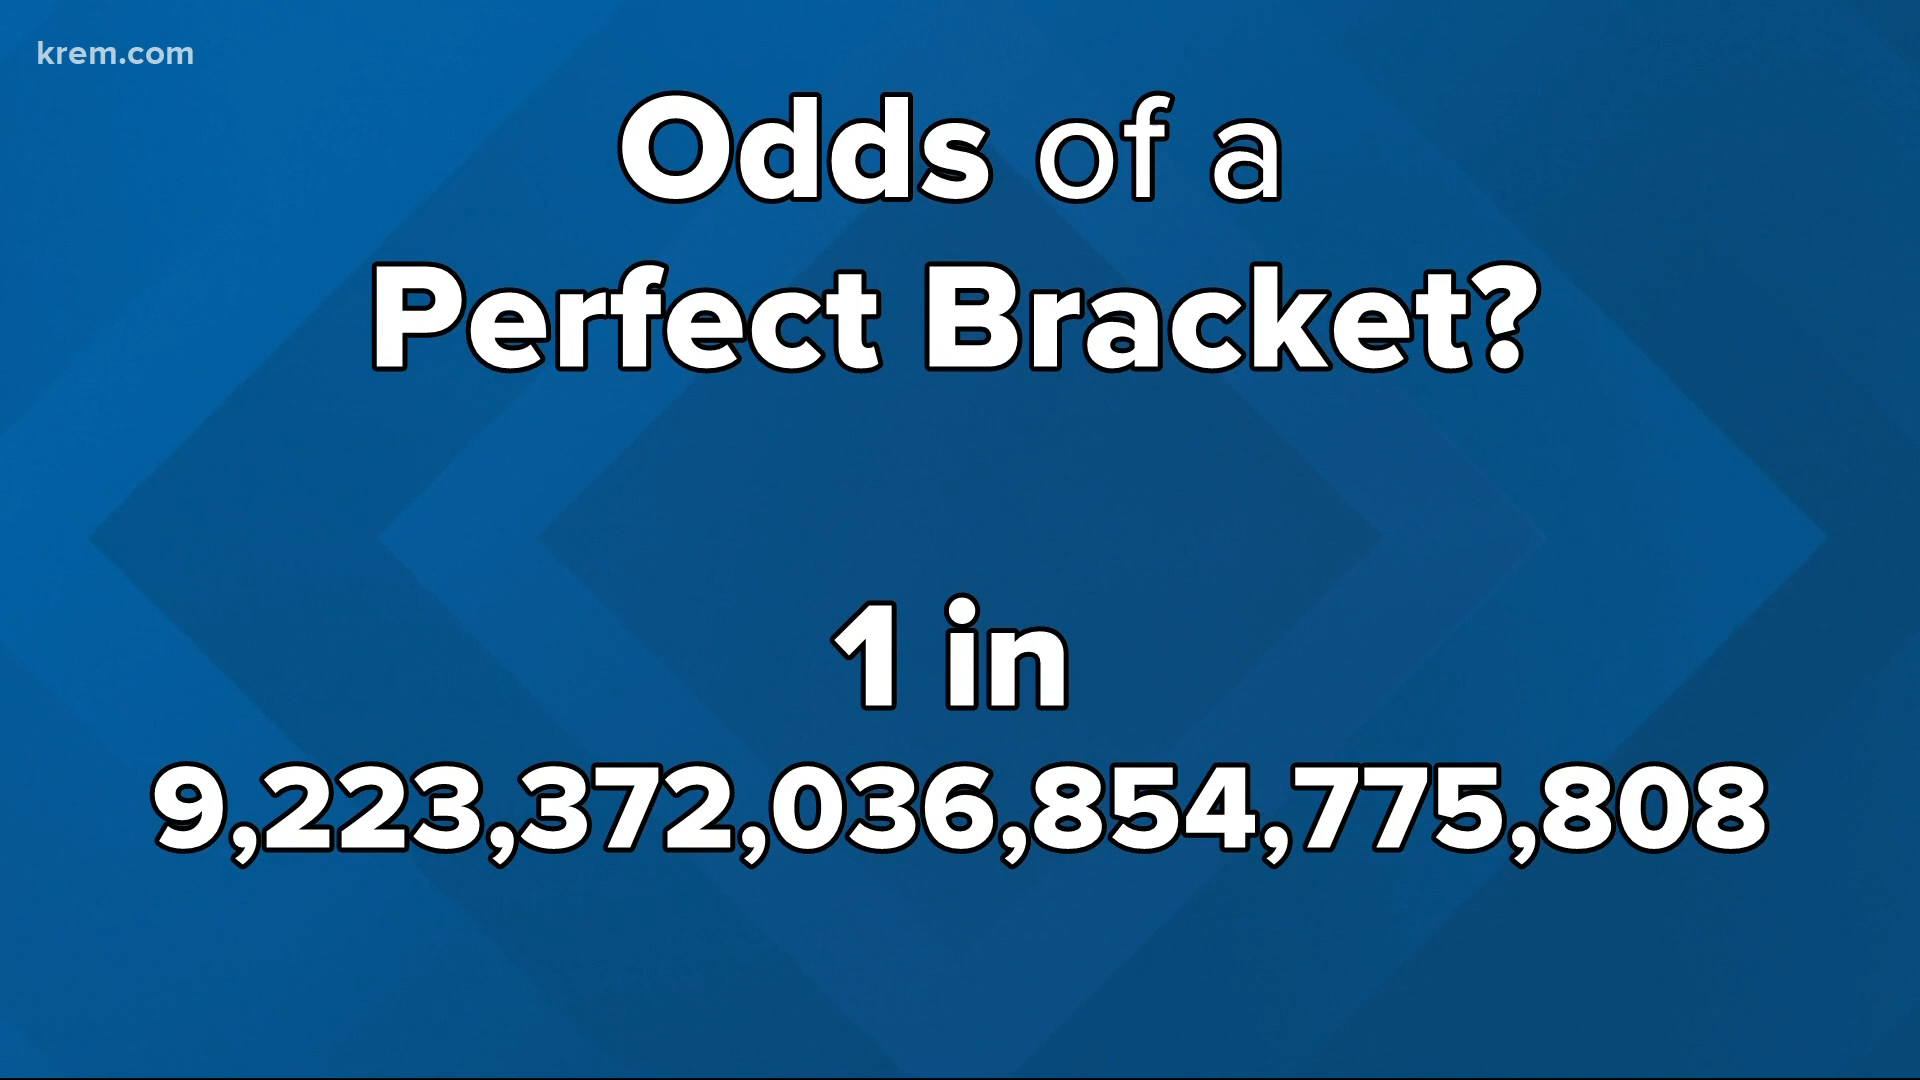 krem.com
Odds of a
Perfect Bracket?
1 in
9,223,372,036,854,775,808